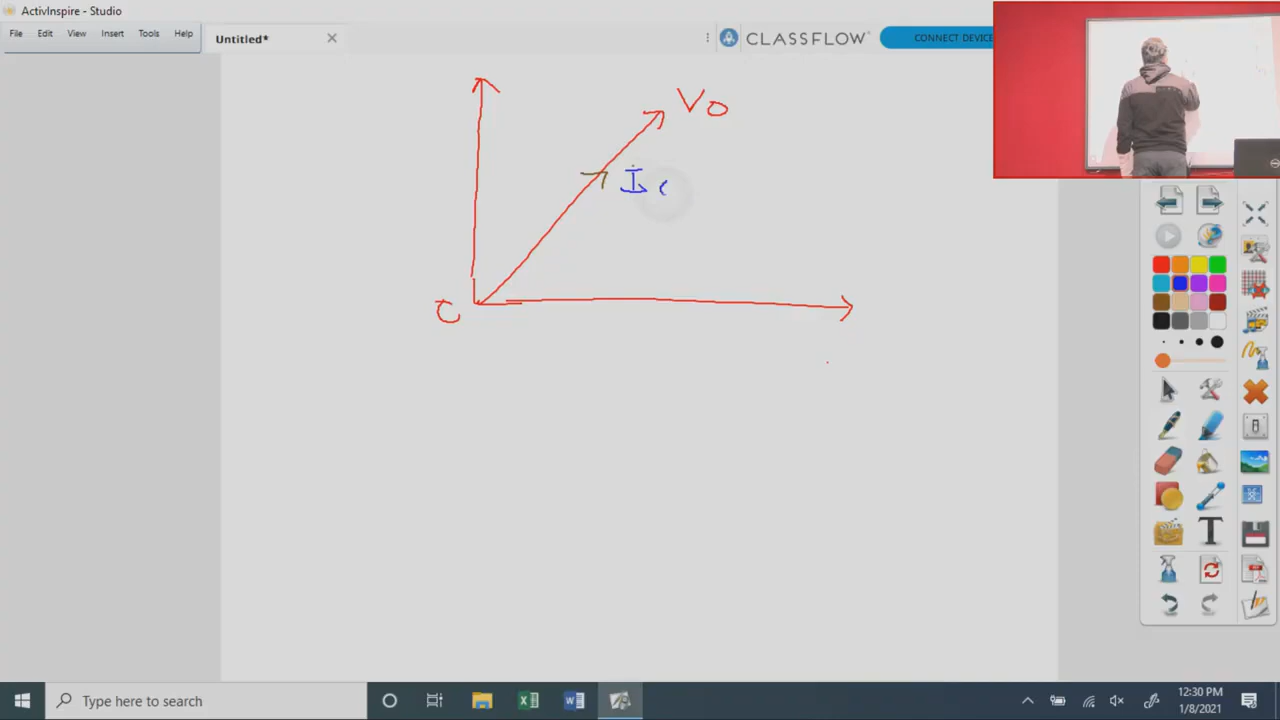 ActivInspire - Studio
File Edit View Insert Tools Help
Untitled*
CLASSFLOW
CONNECT DEVICE
Vo
I
Type here to search
12:30 PM
1/8/2021